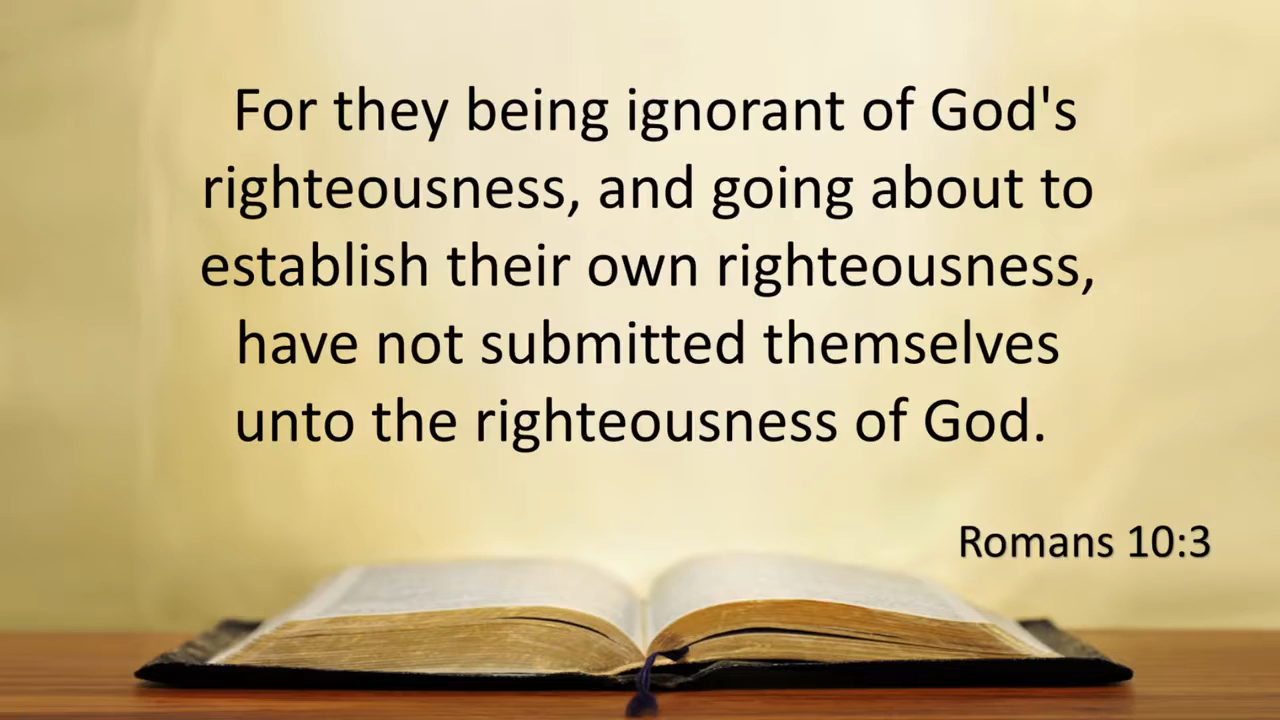 For they being ignorant of God's
righteousness, and going about to
establish their own righteousness,
have not submitted themselves
unto the righteousness of God.
Romans 10:3